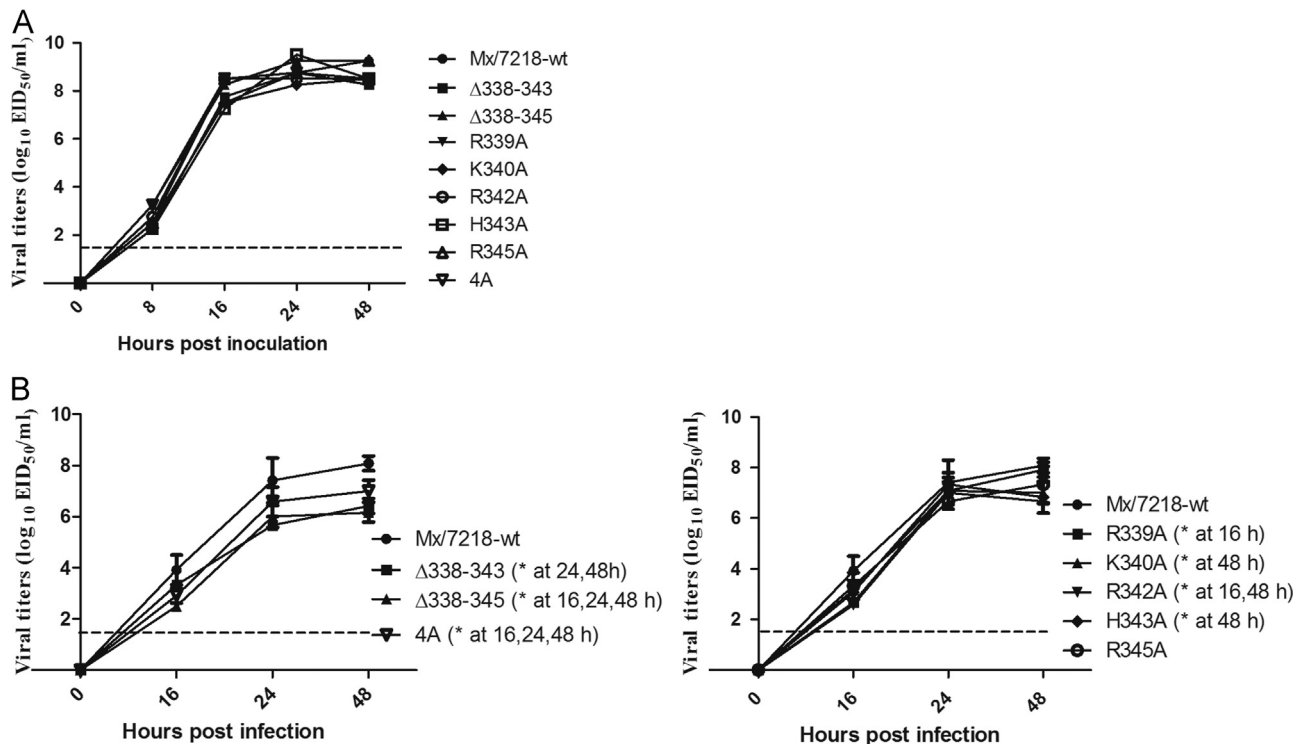 A
Viral titers (log10 EID50/ml)
10
8
6
4
2
0
8
16
24
48
Hours post inoculation
Mx/7218-wt
Δ338-343
Δ338-345
R339A
K340A
R342A
H343A
R345A
4A
B
Viral titers (log10 EID50/ml)
10
8
6
4
2
0
16
24
48
Hours post infection
Mx/7218-wt
Δ338-343 (* at 24,48h)
Δ338-345 (* at 16,24,48 h)
4A (* at 16,24,48 h)
Viral titers (log10 EID50/ml)
10
8
6
4
2
0
16
24
48
Hours post infection
Mx/7218-wt
R339A (* at 16 h)
K340A (* at 48 h)
R342A (* at 16,48 h)
H343A (* at 48 h)
R345A